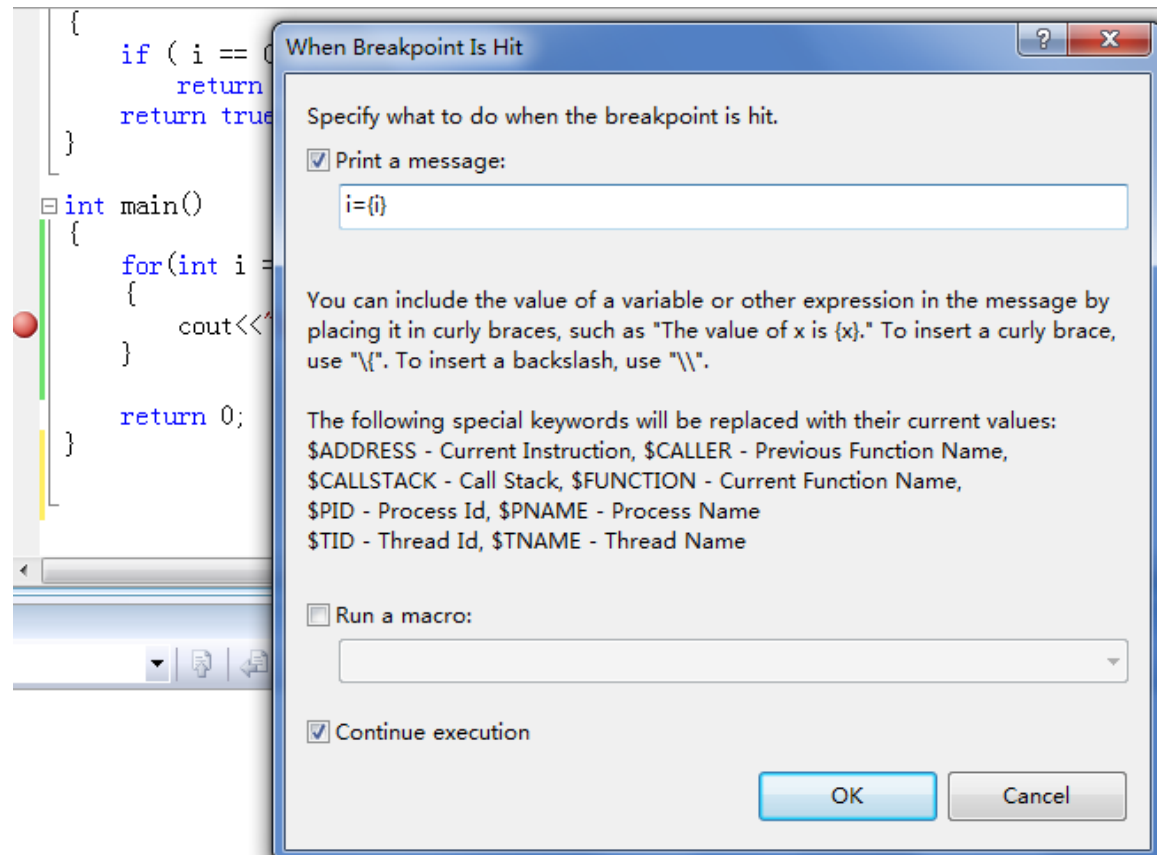 {
if ( i ==
return
return true
}
int main()
{
for(int i =
{
cout<<"
}
return 0;
}
When Breakpoint Is Hit
Specify what to do when the breakpoint is hit.
Print a message:
i={i}
You can include the value of a variable or other expression in the message by
placing it in curly braces, such as "The value of x is {x}." To insert a curly brace,
use "\{". To insert a backslash, use "\\".
The following special keywords will be replaced with their current values:
$ADDRESS - Current Instruction, $CALLER - Previous Function Name,
$CALLSTACK - Call Stack, $FUNCTION - Current Function Name,
$PID - Process Id, $PNAME - Process Name
$TID - Thread Id, $TNAME - Thread Name
Run a macro:
Continue execution
OK
Cancel